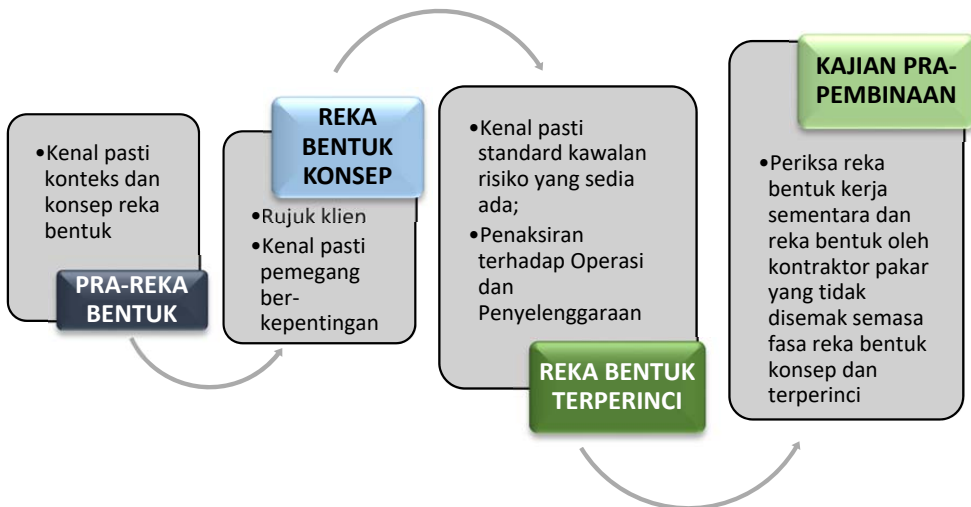 •Kenal pasti
konteks dan
konsep reka
bentuk
PRA-REKA
BENTUK
REKA
BENTUK
KONSEP
•Rujuk klien
•Kenal pasti
pemegang
ber-
kepentingan
•Kenal pasti
standard kawalan
risiko yang sedia
ada;
•Penaksiran
terhadap Operasi
dan
Penyelenggaraan
REKA BENTUK
TERPERINCI
KAJIAN PRA-
PEMBINAAN
•Periksa reka
bentuk kerja
sementara dan
reka bentuk oleh
kontraktor pakar
yang tidak
disemak semasa
fasa reka bentuk
konsep dan
terperinci